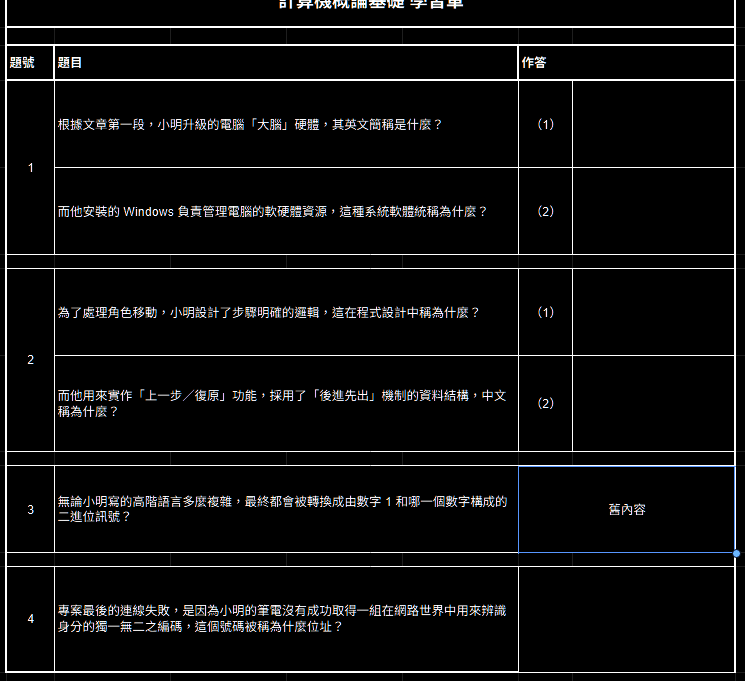 計算機概論基礎 學習單
題號 題目 作答
1
根據文章第一段，小明升級的電腦「大腦」硬體，其英文簡稱是什麼？ （1）
而他安裝的 Windows 負責管理電腦的軟硬體資源，這種系統軟體統稱為什麼？ （2）
2
為了處理角色移動，小明設計了步驟明確的邏輯，這在程式設計中稱為什麼？ （1）
而他用來實作「上一步／復原」功能，採用了「後進先出」機制的資料結構，中文
稱為什麼？ （2）
3
無論小明寫的高階語言多麼複雜，最終都會被轉換成由數字 1 和哪一個數字構成的
二進位訊號？
舊內容
4
專案最後的連線失敗，是因為小明的筆電沒有成功取得一組在網路世界中用來辨識
身分的獨一無二之編碼，這個號碼被稱為什麼位址？